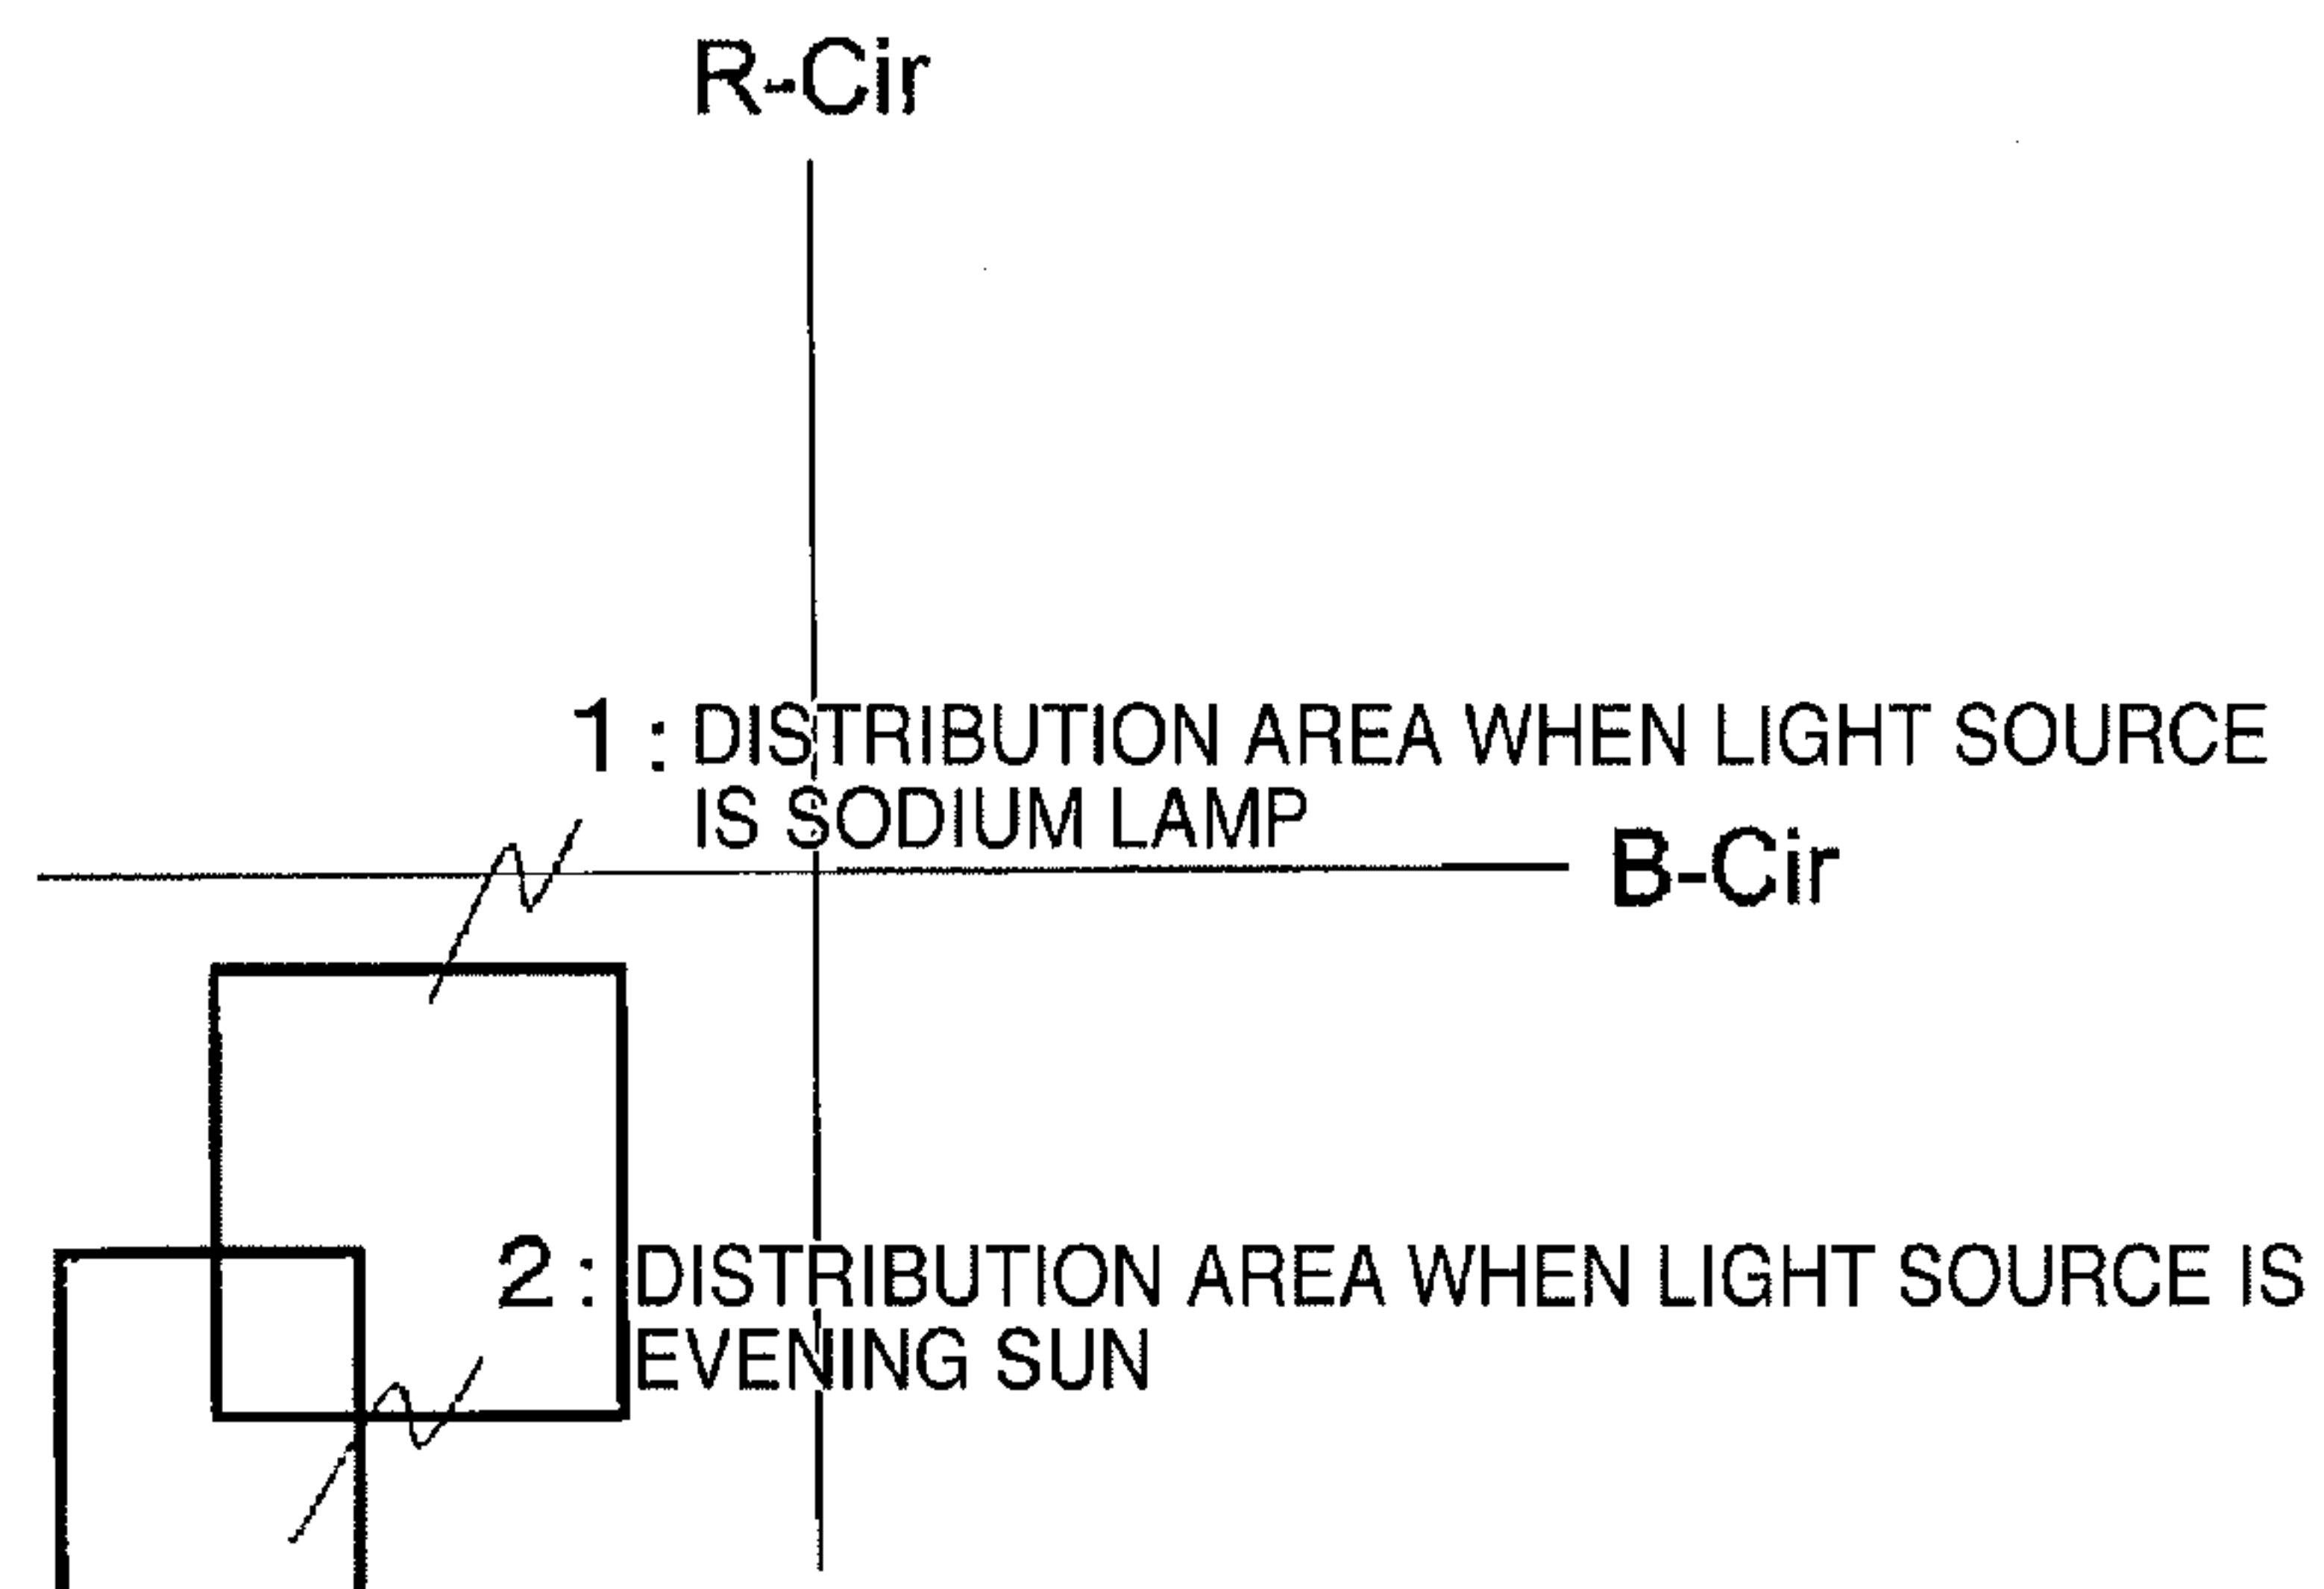 R-Cir
1 : DISTRIBUTION AREA WHEN LIGHT SOURCE
IS SODIUM LAMP
B-Cir
2 : DISTRIBUTION AREA WHEN LIGHT SOURCE IS
EVENING SUN